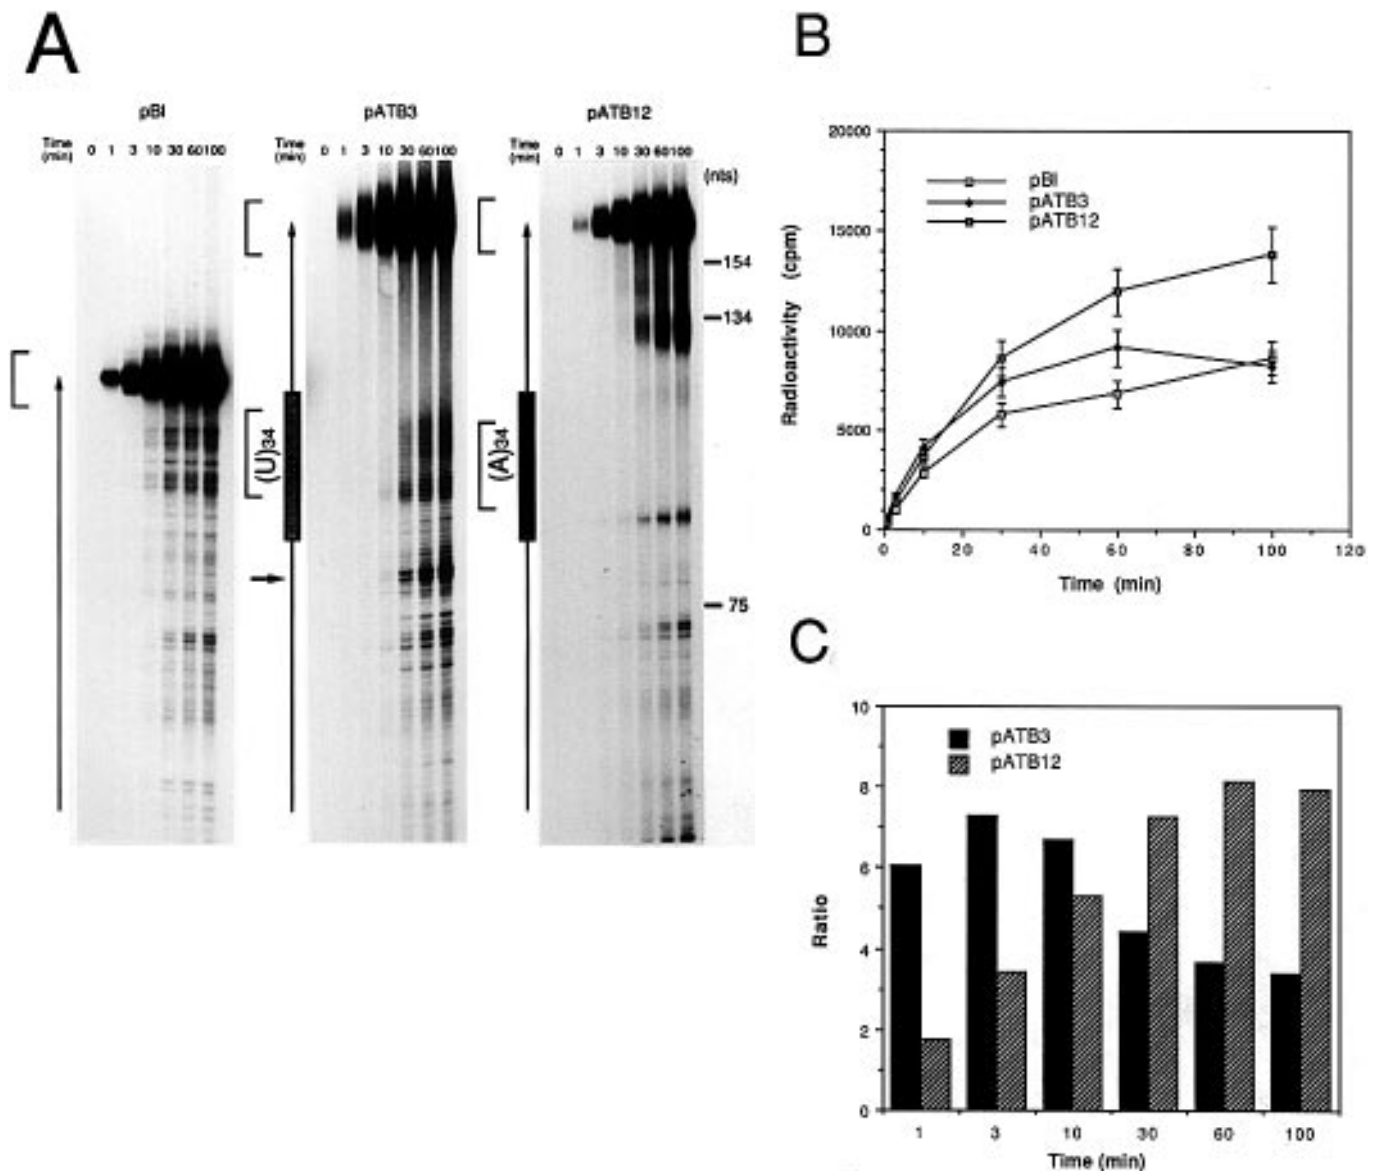 A
pBI
Time
(min)
0 1 3 10 30 60 100
pATB3
Time
(min)
0 1 3 10 30 60 100
(U)34
pATB12
Time
(min)
0 1 3 10 30 60 100
(A)34
(nts)
154
134
75
B
20000
15000
10000
5000
0
Radioactivity (cpm)
pBI
pATB3
pATB12
0 20 40 60 80 100 120
Time (min)
C
10
8
6
4
2
0
Ratio
pATB3
pATB12
1 3 10 30 60 100
Time (min)